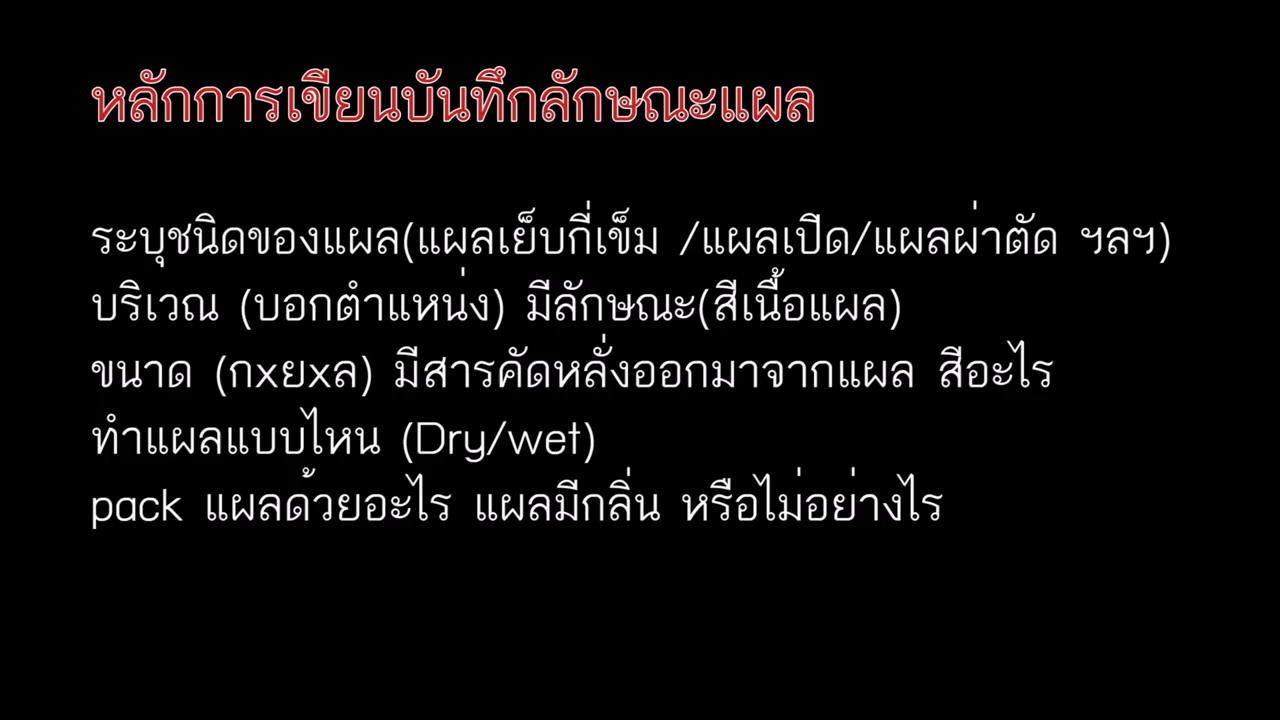 หลักการเขียนบันทึกลักษณะแผล
ระบุชนิดของแผล(แผลเย็บกี่เข็ม /แผลเปิด/แผลผ่าตัด ฯลฯ)
บริเวณ (บอกตำแหน่ง) มีลักษณะ(สีเนื้อแผล)
ขนาด (กxยxล) มีสารคัดหลั่งออกมาจากแผล สีอะไร
ทำแผลแบบไหน (Dry/wet)
pack แผลด้วยอะไร แผลมีกลิ่น หรือไม่อย่างไร